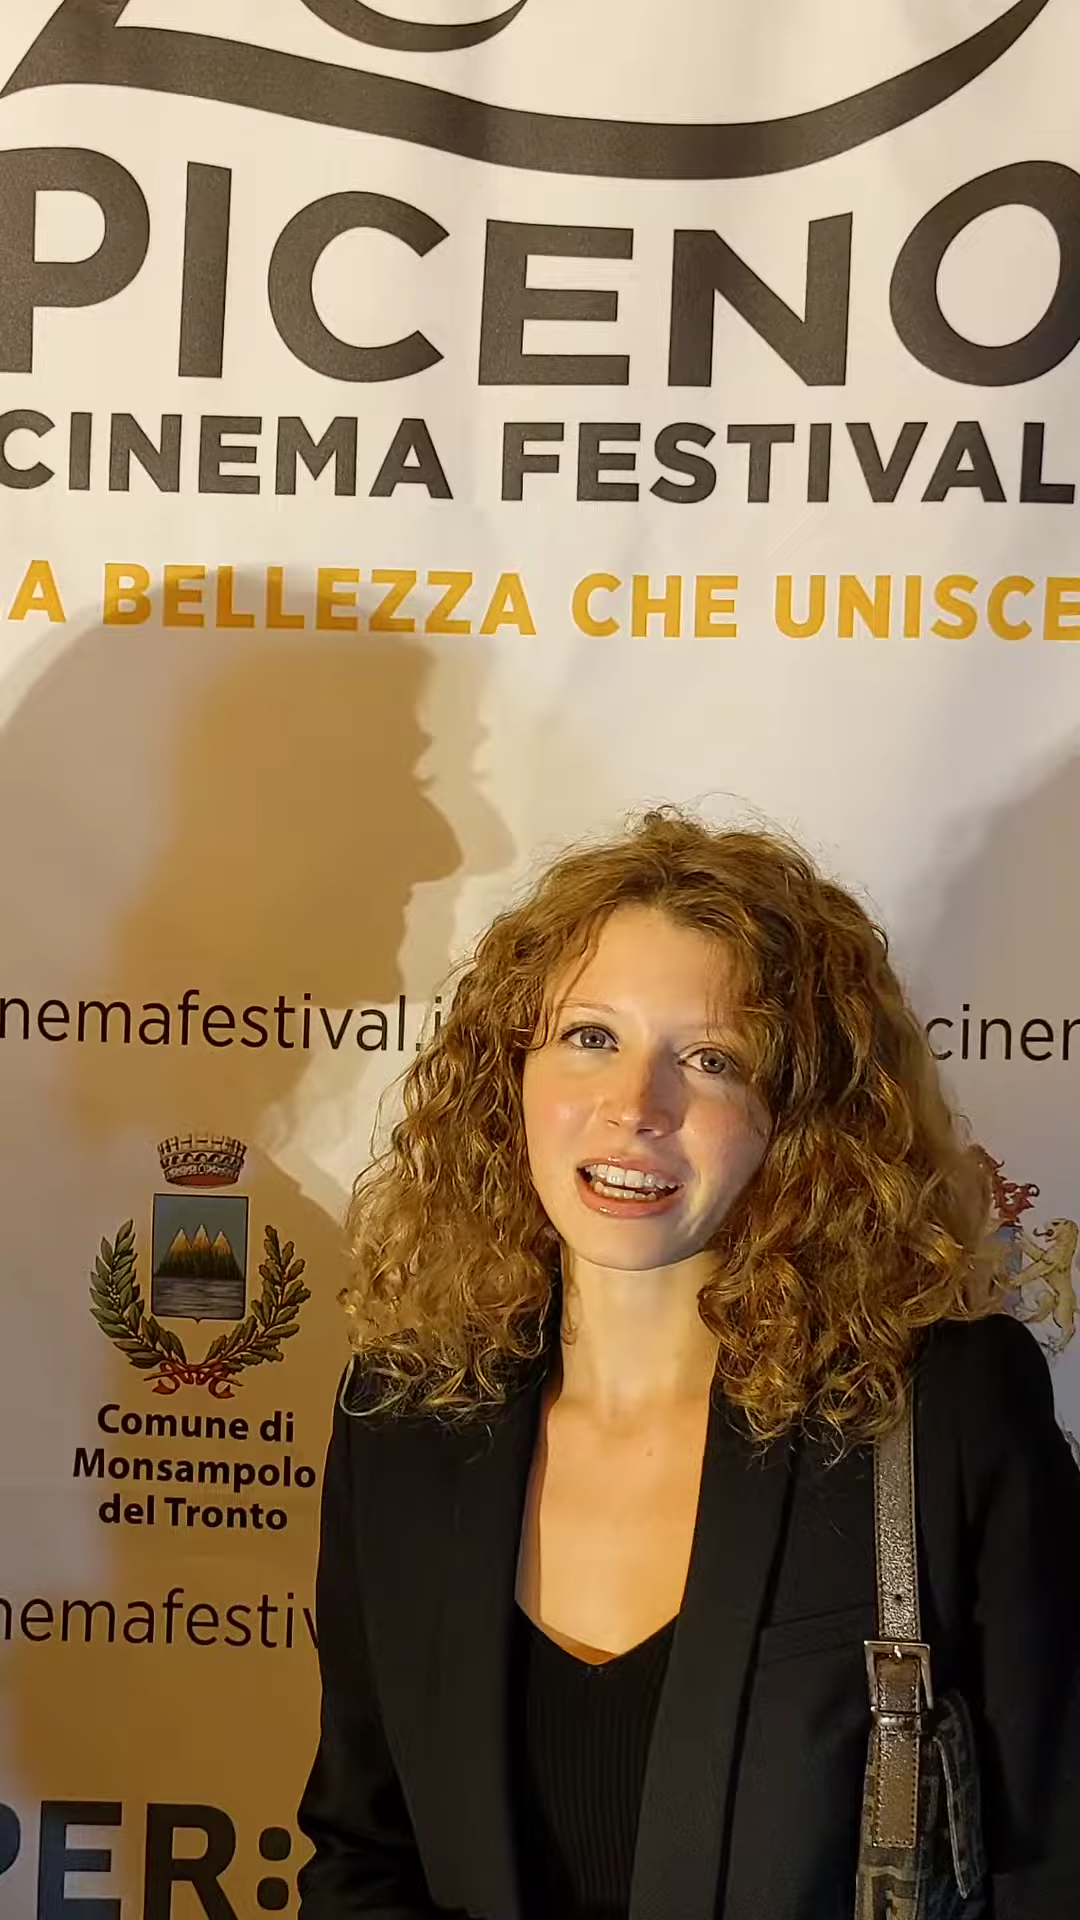 PICENO
CINEMA FESTIVAL
A BELLEZZA CHE UNISCE
nemafestival.i
ciner
Comune di
Monsampolo
del Tronto
nemafestiv
PER: